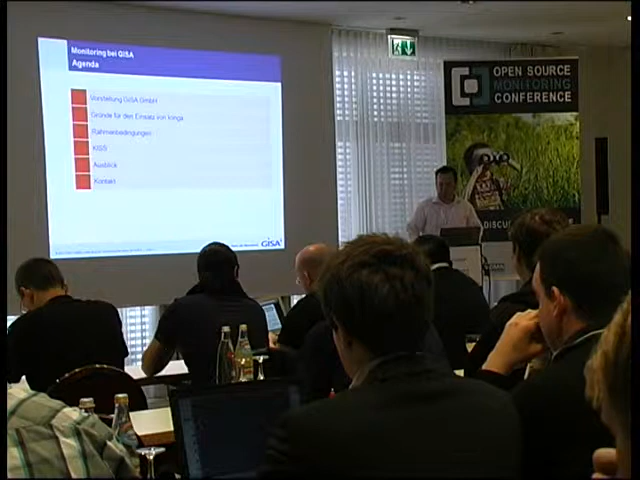 Monitoring bei GISA
Agenda
Vorstellung GISA GmbH
Gründe für den Einsatz von Icinga
Rahmenbedingungen
KISS
Ausblick
Kontakt
GISA
OPEN SOURCE
MONITORING
CONFERENCE
DISCU